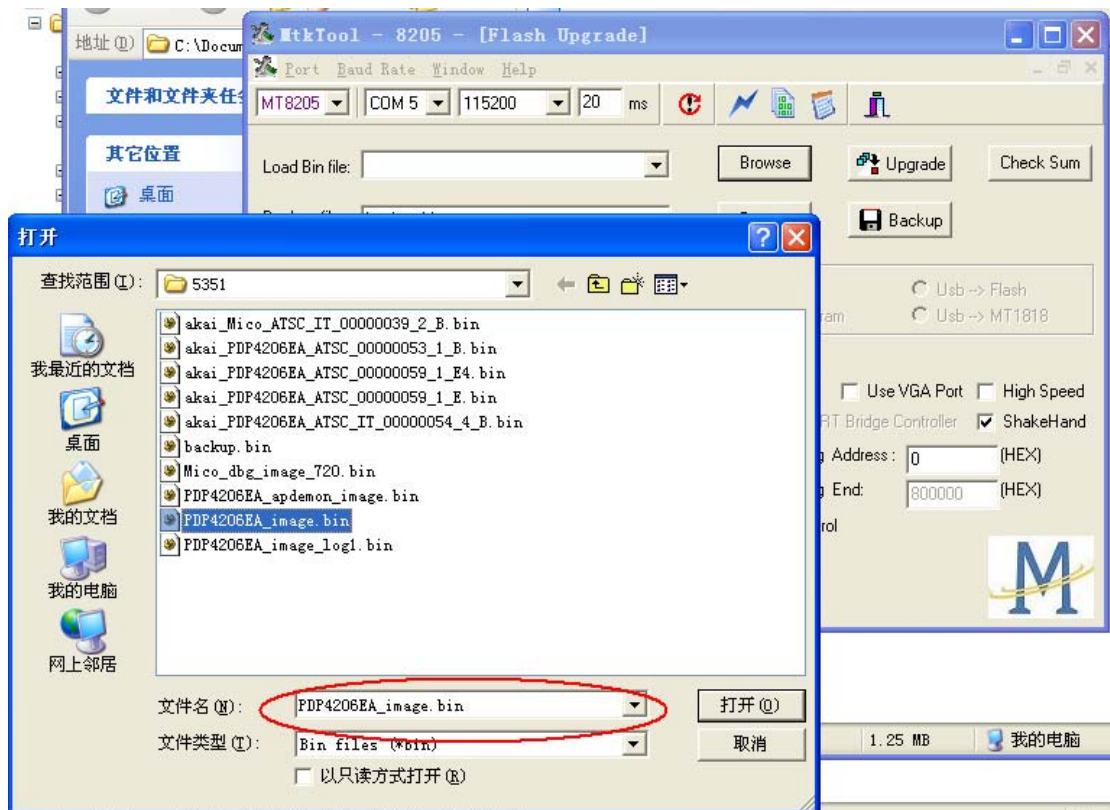 地址(D) C:\Docum
MtkTool - 8205 - [Flash Upgrade]
Port Baud Rate Window Help
文件和文件夹任
MT8205 COM 5 115200 20 ms
其它位置
桌面
Load Bin file: Browse Upgrade Check Sum
Backup
打开
查找范围(I): 5351
Usb --> Flash
ram Usb --> MT1818
akai_Mico_ATSC_IT_00000039_2_B.bin
akai_PDP4206EA_ATSC_00000053_1_B.bin
akai_PDP4206EA_ATSC_00000059_1_E4.bin
akai_PDP4206EA_ATSC_00000059_1_E.bin
akai_PDP4206EA_ATSC_IT_00000054_4_B.bin
backup.bin
Mico_dbg_image_720.bin
PDP4206EA_apdemon_image.bin
PDP4206EA_image.bin
PDP4206EA_image_log1.bin
我最近的文档
桌面
我的文档
我的电脑
网上邻居
Use VGA Port High Speed
RT Bridge Controller ShakeHand
g Address: 0 (HEX)
g End: 800000 (HEX)
rol
M
文件名(N): PDP4206EA_image.bin 打开(O)
文件类型(T): Bin files (*bin) 取消
以只读方式打开(R)
1.25 MB 我的电脑